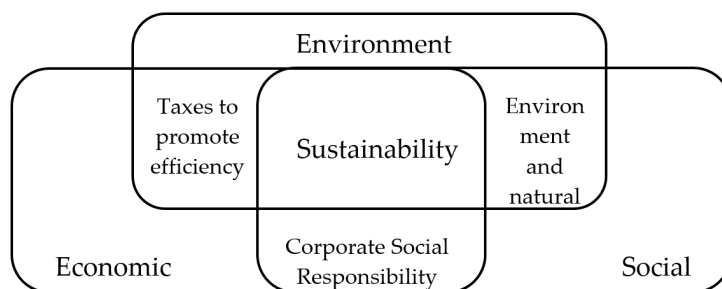 Environment
Taxes to
promote
efficiency
Sustainability
Environ
ment
and
natural
Economic
Corporate Social
Responsibility
Social